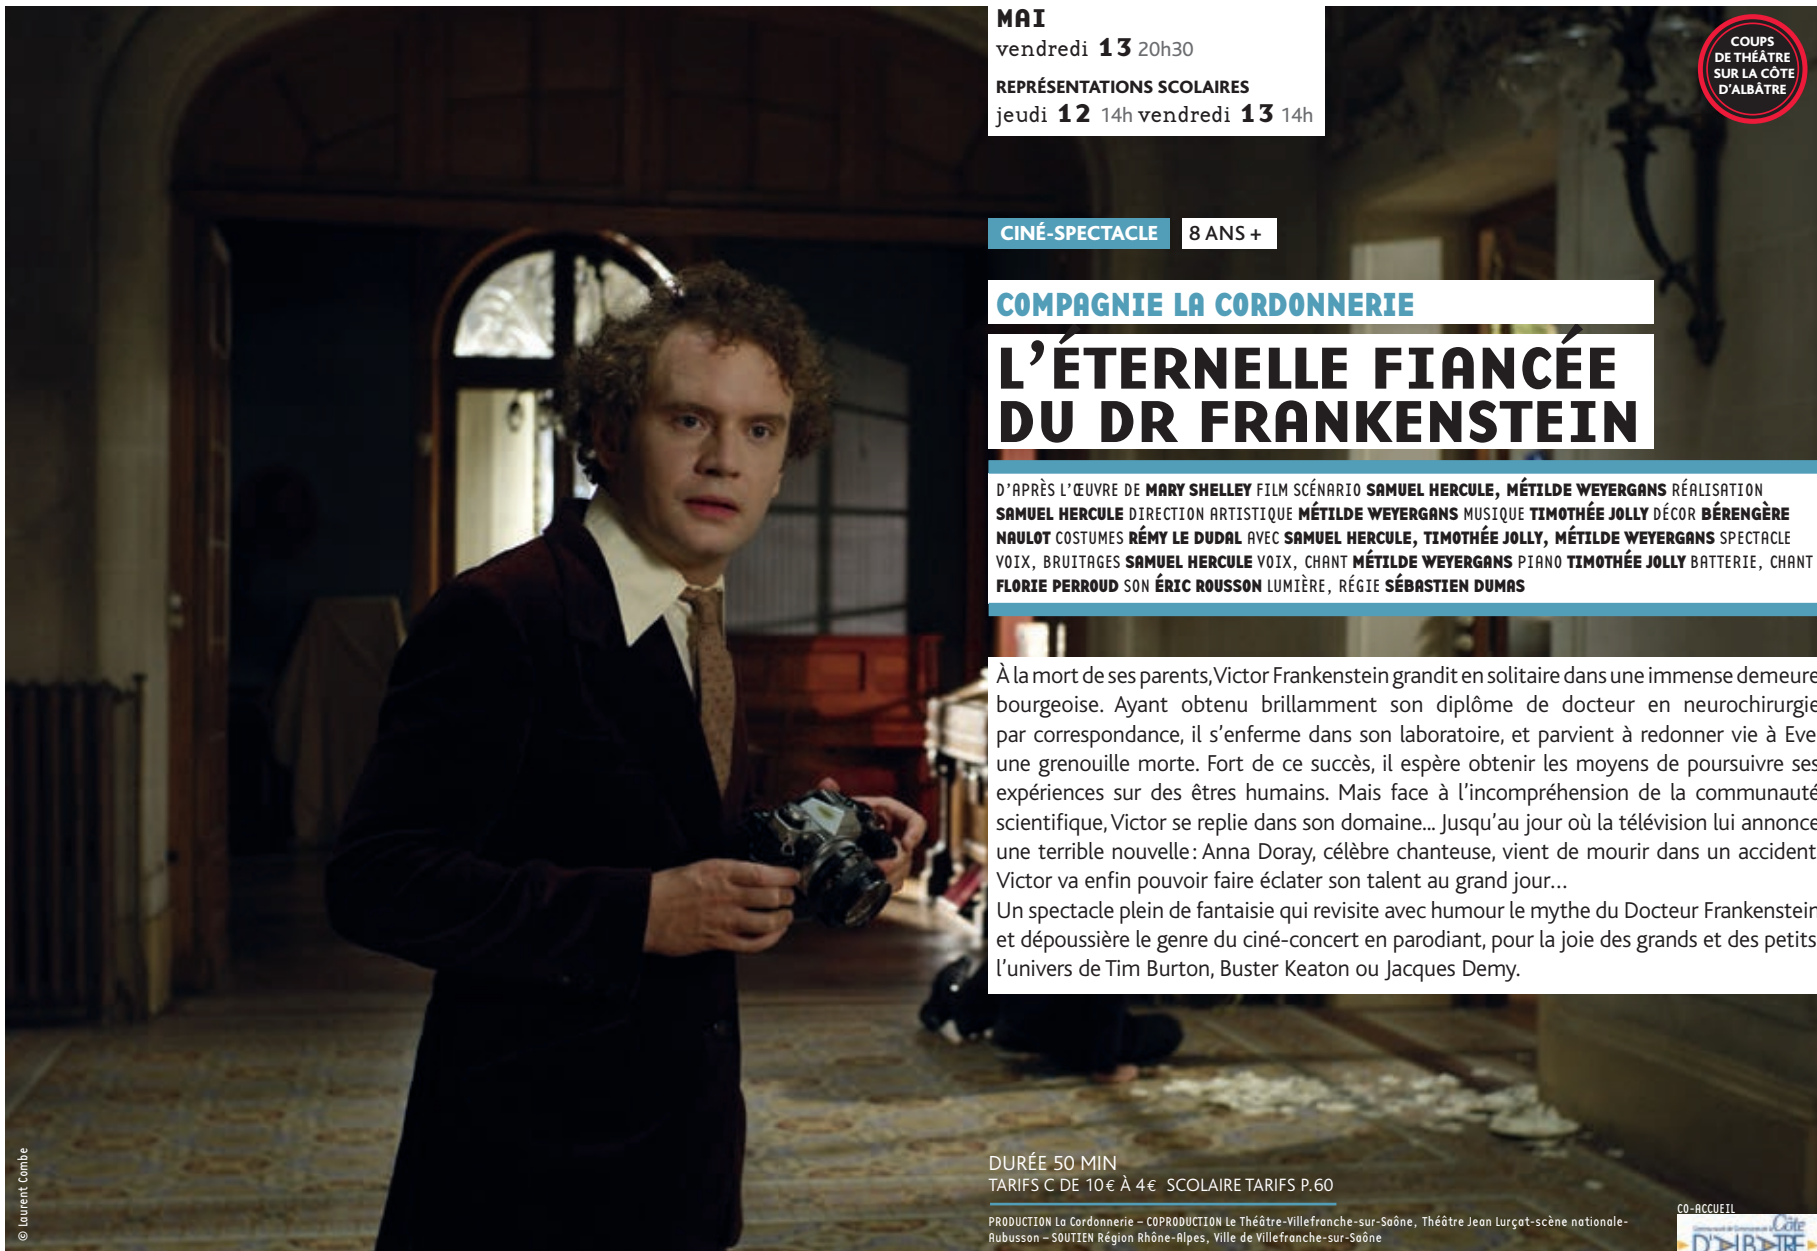 MAI
vendredi 13 20h30
REPRÉSENTATIONS SCOLAIRES
jeudi 12 14h vendredi 13 14h
COUPS
DE THÉÂTRE
SUR LA CÔTE
D'ALBÂTRE
CINÉ-SPECTACLE 8 ANS +
COMPAGNIE LA CORDONNERIE
L'ÉTERNELLE FIANCÉE
DU DR FRANKENSTEIN
D'APRÈS L'ŒUVRE DE MARY SHELLEY FILM SCÉNARIO SAMUEL HERCULE, MÉTILDE WEYERGANS RÉALISATION
SAMUEL HERCULE DIRECTION ARTISTIQUE MÉTILDE WEYERGANS MUSIQUE TIMOTHÉE JOLLY DÉCOR BÉRENGÈRE
NAULOT COSTUMES RÉMY LE DUDAL AVEC SAMUEL HERCULE, TIMOTHÉE JOLLY, MÉTILDE WEYERGANS SPECTACLE
VOIX, BRUITAGES SAMUEL HERCULE VOIX, CHANT MÉTILDE WEYERGANS PIANO TIMOTHÉE JOLLY BATTERIE, CHANT
FLORIE PERROUD SON ÉRIC ROUSSON LUMIÈRE, RÉGIE SÉBASTIEN DUMAS
À la mort de ses parents, Victor Frankenstein grandit en solitaire dans une immense demeure
bourgeoise. Ayant obtenu brillamment son diplôme de docteur en neurochirurgie
par correspondance, il s'enferme dans son laboratoire, et parvient à redonner vie à Eve
une grenouille morte. Fort de ce succès, il espère obtenir les moyens de poursuivre ses
expériences sur des êtres humains. Mais face à l'incompréhension de la communauté
scientifique, Victor se replie dans son domaine... Jusqu'au jour où la télévision lui annonce
une terrible nouvelle : Anna Doray, célèbre chanteuse, vient de mourir dans un accident
Victor va enfin pouvoir faire éclater son talent au grand jour...
Un spectacle plein de fantaisie qui revisite avec humour le mythe du Docteur Frankenstein
et dépoussière le genre du ciné-concert en parodiant, pour la joie des grands et des petits
l'univers de Tim Burton, Buster Keaton ou Jacques Demy.
DURÉE 50 MIN
TARIFS C DE 10€ À 4€ SCOLAIRE TARIFS P.60
PRODUCTION La Cordonnerie – COPRODUCTION Le Théâtre-Villefranche-sur-Saône, Théâtre Jean Lurçat-scène nationale-
Aubusson – SOUTIEN Région Rhône-Alpes, Ville de Villefranche-sur-Saône
CO-ACCUEIL
Côte
D'ALBATRE
© Laurent Combe